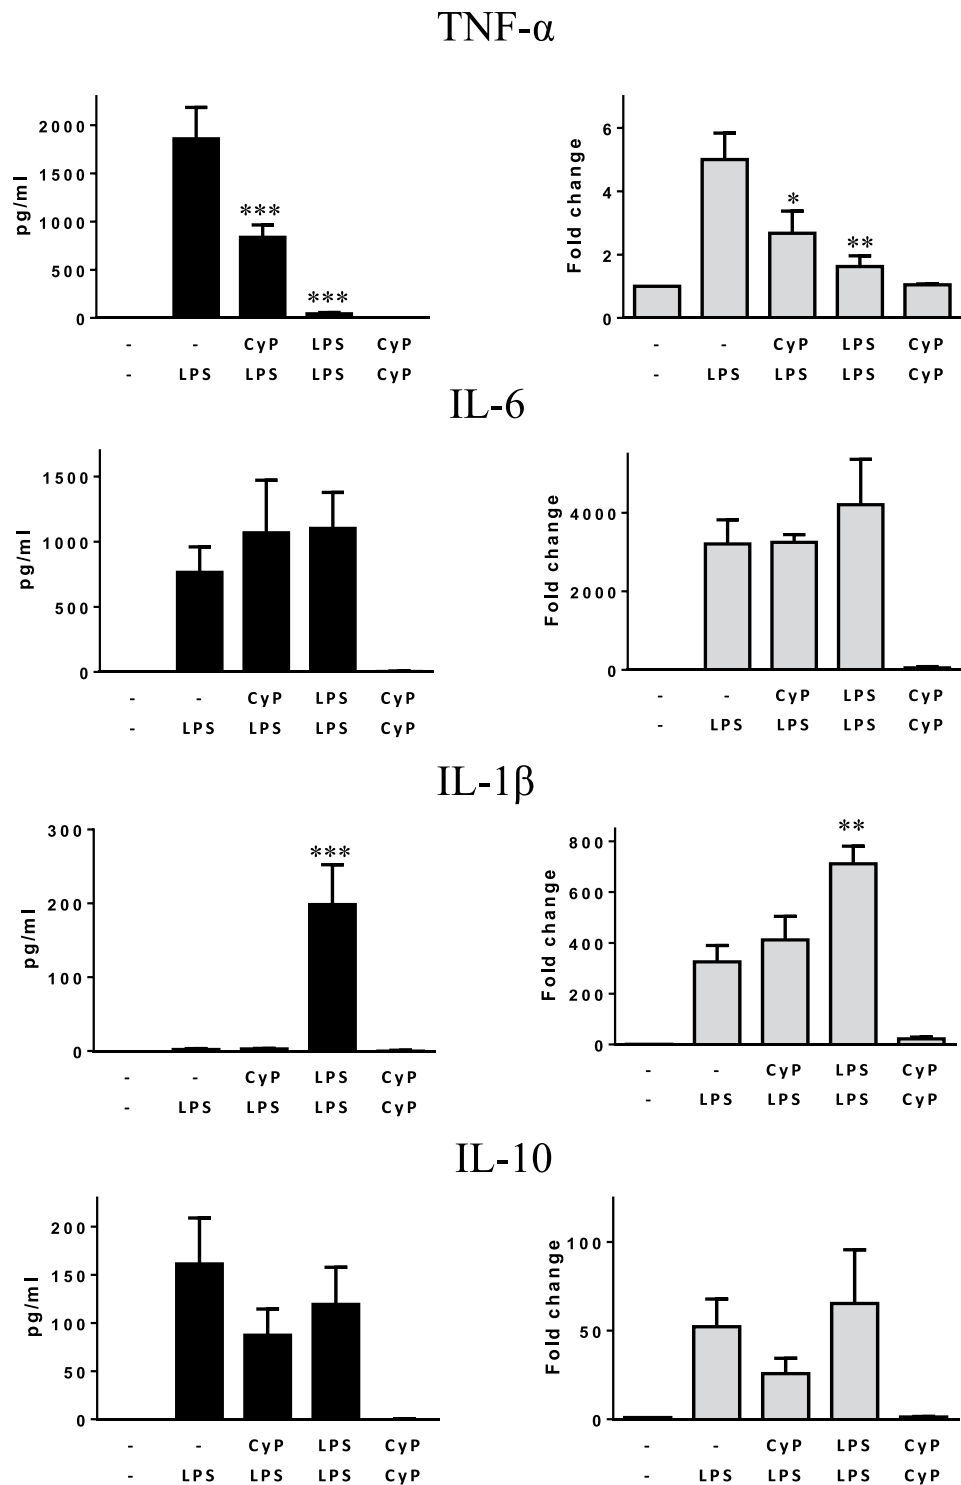 TNF-α
pg/ml
2000
1500
1000
500
0
***
***
- - CyP LPS CyP
- LPS LPS LPS CyP
Fold change
6
4
2
0
*
**
- - CyP LPS CyP
- LPS LPS LPS CyP
IL-6
pg/ml
1500
1000
500
0
- - CyP LPS CyP
- LPS LPS LPS CyP
Fold change
4000
2000
0
- - CyP LPS CyP
- LPS LPS LPS CyP
IL-1β
pg/ml
300
200
100
0
***
- - CyP LPS CyP
- LPS LPS LPS CyP
Fold change
800
600
400
200
0
**
- - CyP LPS CyP
- LPS LPS LPS CyP
IL-10
pg/ml
200
150
100
50
0
- - CyP LPS CyP
- LPS LPS LPS CyP
Fold change
100
50
0
- - CyP LPS CyP
- LPS LPS LPS CyP